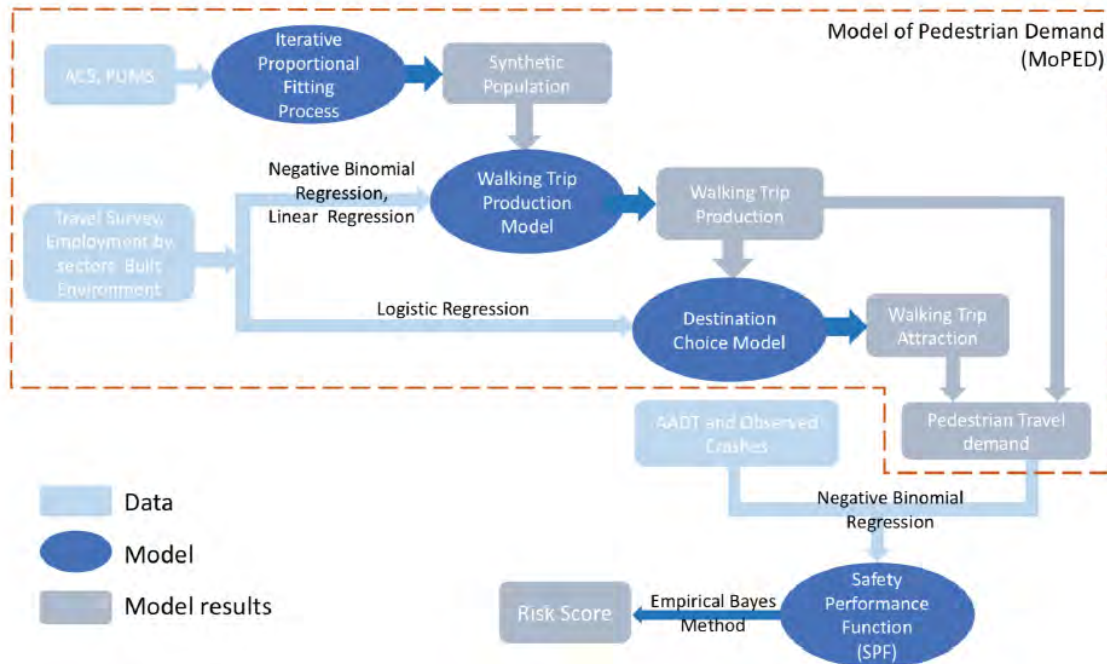 Model of Pedestrian Demand
(MoPED)
ACS, PUMS
Iterative
Proportional
Fitting
Process
Synthetic
Population
Negative Binomial
Regression,
Linear Regression
Walking Trip
Production
Model
Walking Trip
Production
Travel Survey,
Employment by
sectors Built
Environment
Logistic Regression
Destination
Choice Model
Walking Trip
Attraction
AADT and Observed
Crashes
Pedestrian Travel
demand
Data
Model
Model results
Negative Binomial
Regression
Safety
Performance
Function
(SPF)
Empirical Bayes
Method
Risk Score